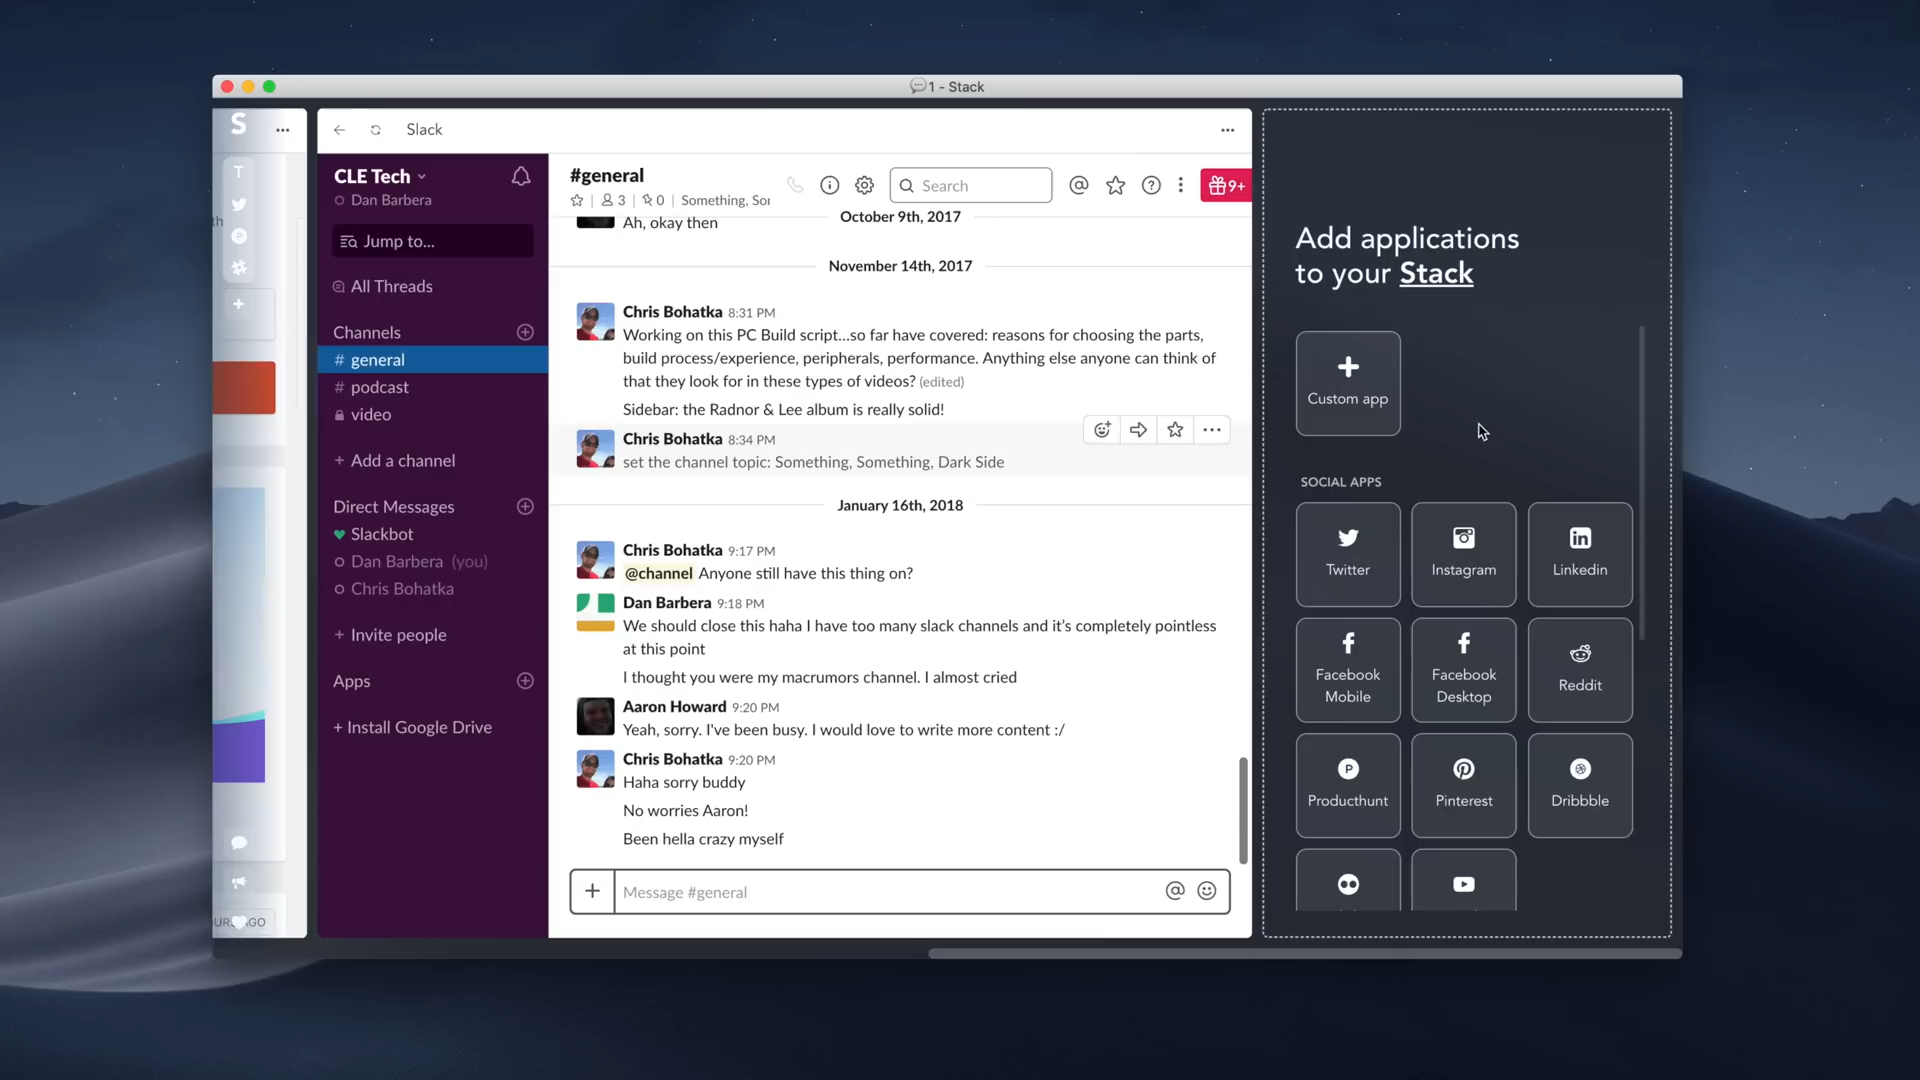 1 - Stack
S
T
th
P
URS AGO
Slack
CLE Tech
Dan Barbera
Jump to...
All Threads
Channels
# general
# podcast
video
+ Add a channel
Direct Messages
Slackbot
Dan Barbera (you)
Chris Bohatka
+ Invite people
Apps
+ Install Google Drive
#general
3 | 0 | Something, Sor
Search
9+
October 9th, 2017
Ah, okay then
November 14th, 2017
Chris Bohatka 8:31 PM
Working on this PC Build script...so far have covered: reasons for choosing the parts,
build process/experience, peripherals, performance. Anything else anyone can think of
that they look for in these types of videos? (edited)
Sidebar: the Radnor & Lee album is really solid!
Chris Bohatka 8:34 PM
set the channel topic: Something, Something, Dark Side
January 16th, 2018
Chris Bohatka 9:17 PM
@channel Anyone still have this thing on?
Dan Barbera 9:18 PM
We should close this haha I have too many slack channels and it's completely pointless
at this point
I thought you were my macrumors channel. I almost cried
Aaron Howard 9:20 PM
Yeah, sorry. I've been busy. I would love to write more content :/
Chris Bohatka 9:20 PM
Haha sorry buddy
No worries Aaron!
Been hella crazy myself
Message #general
Add applications
to your Stack
Custom app
SOCIAL APPS
Twitter
Instagram
Linkedin
Facebook
Mobile
Facebook
Desktop
Reddit
Producthunt
Pinterest
Dribbble